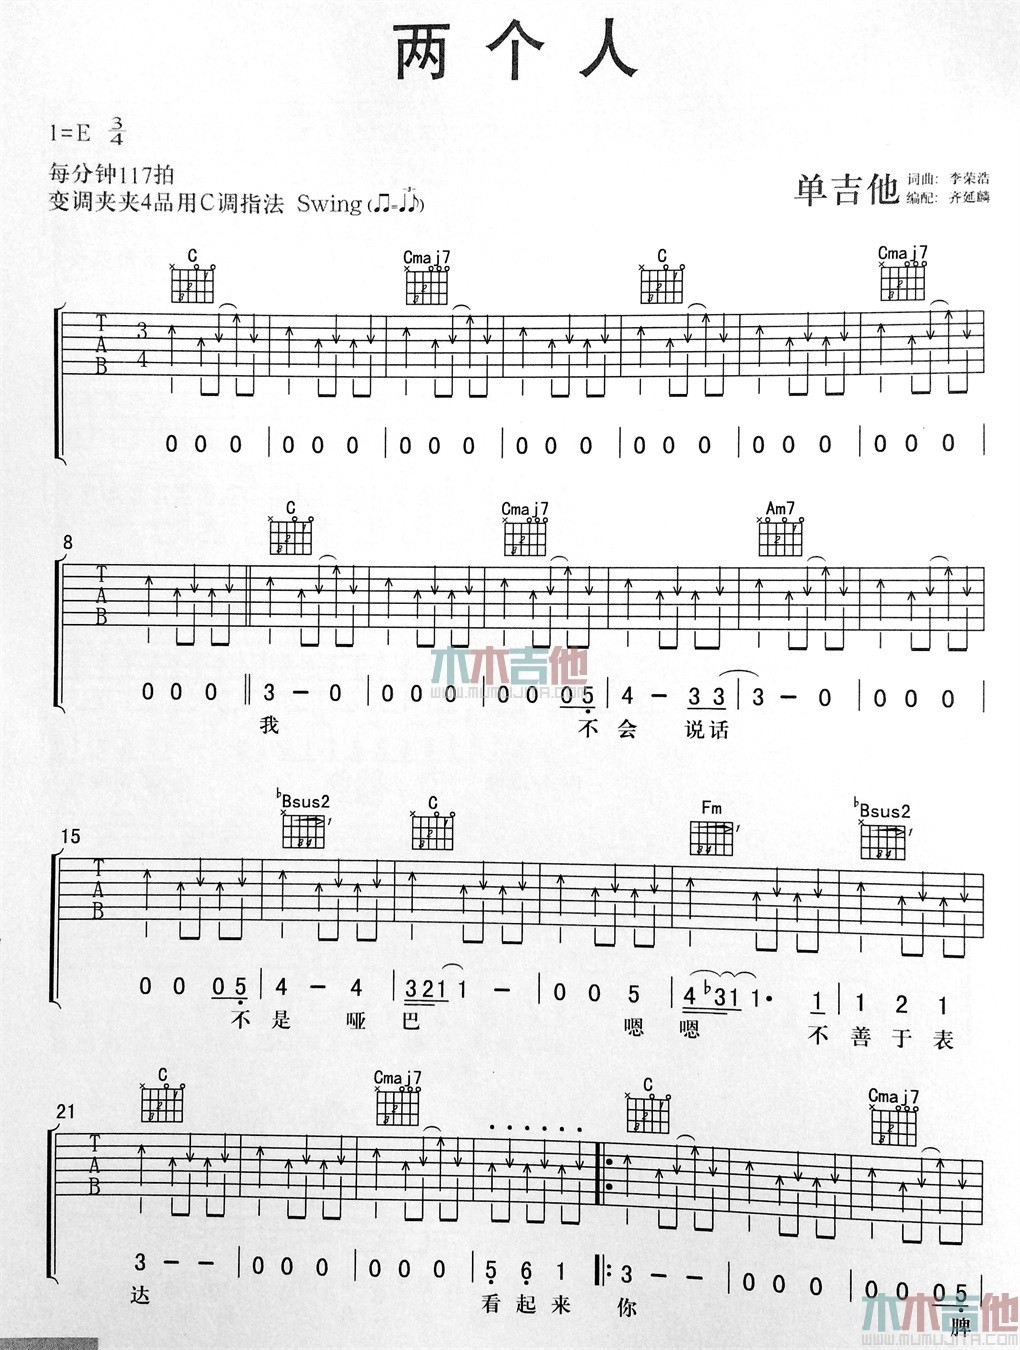 两个人
1=E 3/4
每分钟117拍
变调夹夹4品用C调指法 Swing(♫=♩♪)
单吉他 词曲：李荣浩
编配：齐延麟
C Cmaj7 C Cmaj7
T A B 3 4
0 0 0 | 0 0 0 | 0 0 0 | 0 0 0 | 0 0 0 | 0 0 0 | 0 0 0 |
C Cmaj7 Am7
8
T A B
木木吉他
WWW.MUMUJITA.COM
0 0 0 || 3 - 0 | 0 0 0 | 0 0 0 5 | 4 - 3 3 | 3 - 0 | 0 0 0 |
我 不 会 说 话
♭Bsus2 C Fm ♭Bsus2
15
T A B
0 0 0 5 | 4 - 4 | 3 2 1 1 - | 0 0 5 | 4 ♭3 1 1 · 1 | 1 2 1
不 是 哑 巴 嗯 嗯 不 善 于 表
C Cmaj7 C Cmaj7
21
T A B
3 - - | 0 0 0 | 0 0 0 | 5 6 1 |: 3 - - | 0 0 0 | 0 0 5
达 看 起 来 你 脾
木木吉他
WWW.MUMUJITA.COM